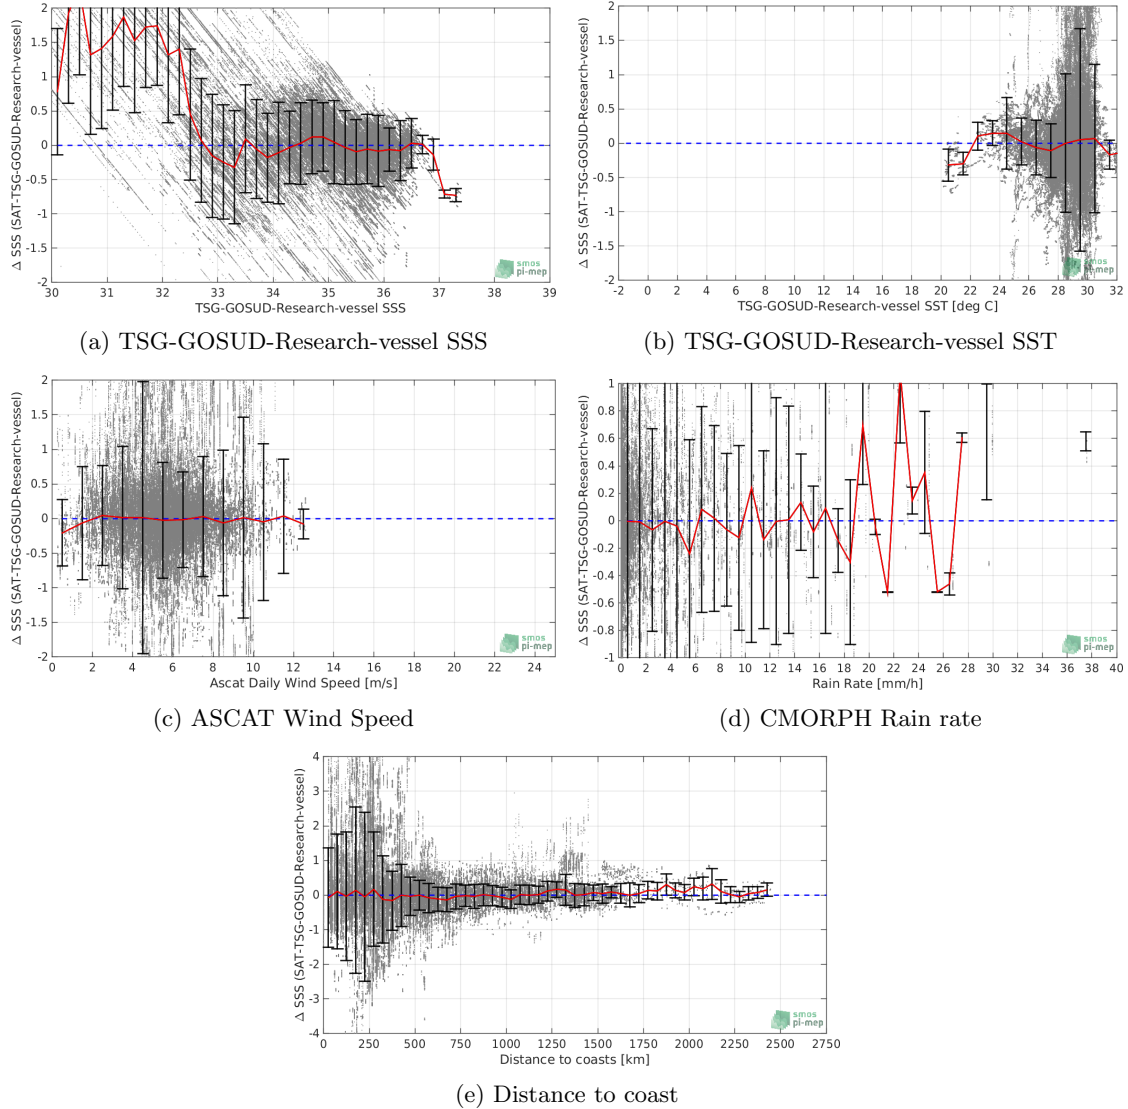 Δ SSS (SAT-TSG-GOSUD-Research-vessel)
2
1.5
1
0.5
0
-0.5
-1
-1.5
-2
30 31 32 33 34 35 36 37 38 39
TSG-GOSUD-Research-vessel SSS
smos
pi-mep
(a) TSG-GOSUD-Research-vessel SSS
Δ SSS (SAT-TSG-GOSUD-Research-vessel)
2
1.5
1
0.5
0
-0.5
-1
-1.5
-2
-2 0 2 4 6 8 10 12 14 16 18 20 22 24 26 28 30 32
TSG-GOSUD-Research-vessel SST [deg C]
smos
pi-mep
(b) TSG-GOSUD-Research-vessel SST
Δ SSS (SAT-TSG-GOSUD-Research-vessel)
2
1.5
1
0.5
0
-0.5
-1
-1.5
-2
0 2 4 6 8 10 12 14 16 18 20 22 24
Ascat Daily Wind Speed [m/s]
smos
pi-mep
(c) ASCAT Wind Speed
Δ SSS (SAT-TSG-GOSUD-Research-vessel)
1
0.8
0.6
0.4
0.2
0
-0.2
-0.4
-0.6
-0.8
-1
0 2 4 6 8 10 12 14 16 18 20 22 24 26 28 30 32 34 36 38 40
Rain Rate [mm/h]
smos
pi-mep
(d) CMORPH Rain rate
Δ SSS (SAT-TSG-GOSUD-Research-vessel)
4
3
2
1
0
-1
-2
-3
-4
0 250 500 750 1000 1250 1500 1750 2000 2250 2500 2750
Distance to coasts [km]
smos
pi-mep
(e) Distance to coast